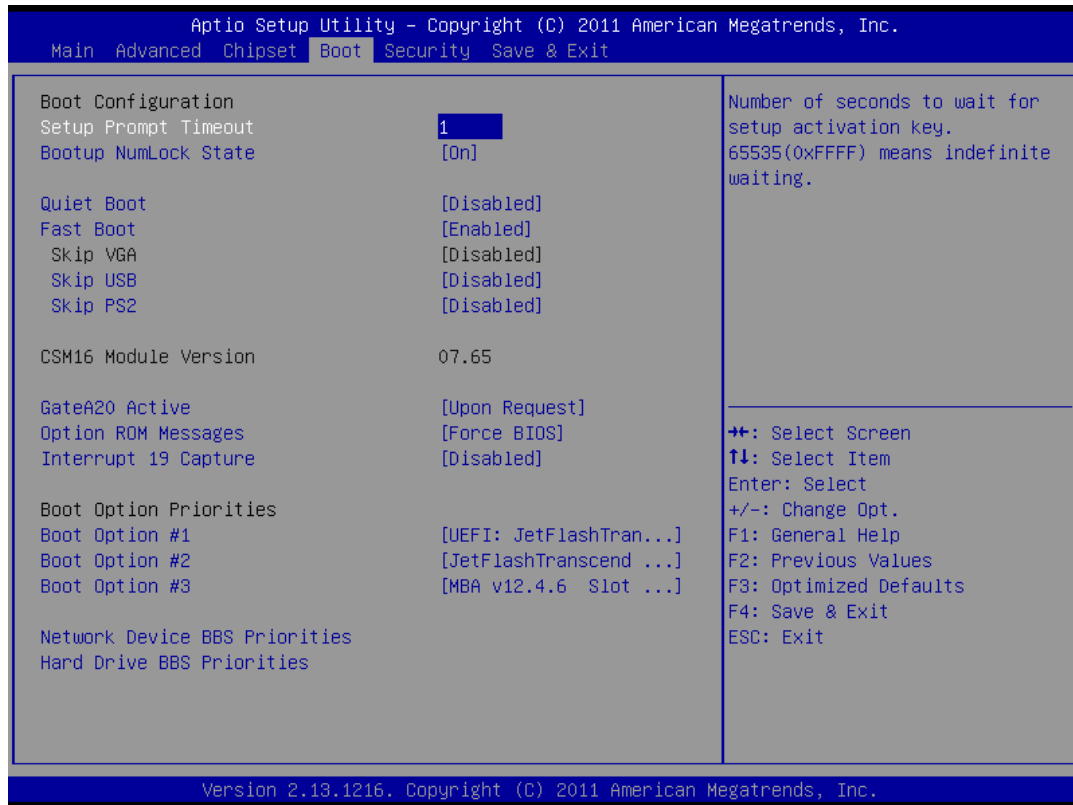 Aptio Setup Utility – Copyright (C) 2011 American Megatrends, Inc.
Main Advanced Chipset Boot Security Save & Exit
Boot Configuration
Setup Prompt Timeout 1
Bootup NumLock State [On]
Quiet Boot [Disabled]
Fast Boot [Enabled]
Skip VGA [Disabled]
Skip USB [Disabled]
Skip PS2 [Disabled]
CSM16 Module Version 07.65
GateA20 Active [Upon Request]
Option ROM Messages [Force BIOS]
Interrupt 19 Capture [Disabled]
Boot Option Priorities
Boot Option #1 [UEFI: JetFlashTran...]
Boot Option #2 [JetFlashTranscend ...]
Boot Option #3 [MBA v12.4.6 Slot ...]
Network Device BBS Priorities
Hard Drive BBS Priorities
Number of seconds to wait for
setup activation key.
65535(0xFFFF) means indefinite
waiting.
→←: Select Screen
↑↓: Select Item
Enter: Select
+/-: Change Opt.
F1: General Help
F2: Previous Values
F3: Optimized Defaults
F4: Save & Exit
ESC: Exit
Version 2.13.1216. Copyright (C) 2011 American Megatrends, Inc.